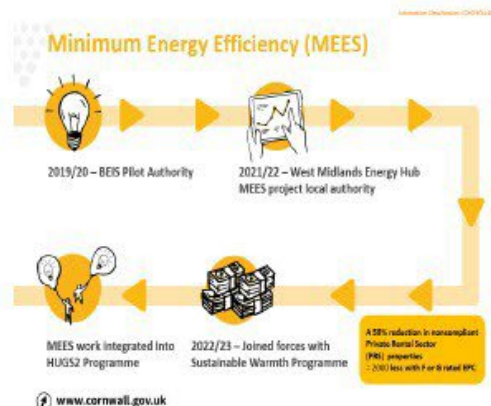 Minimum Energy Efficiency (MEES)
2019/20 – BEIS Pilot Authority
2021/22 – West Midlands Energy Hub
MEES project local authority
MEES work integrated into
HUGS2 Programme
2022/23 – Joined forces with
Sustainable Warmth Programme
A 59% reduction in noncompliant
Private Rental Sector
(PRS) properties
2000 less with F or G rated EPC
www.cornwall.gov.uk